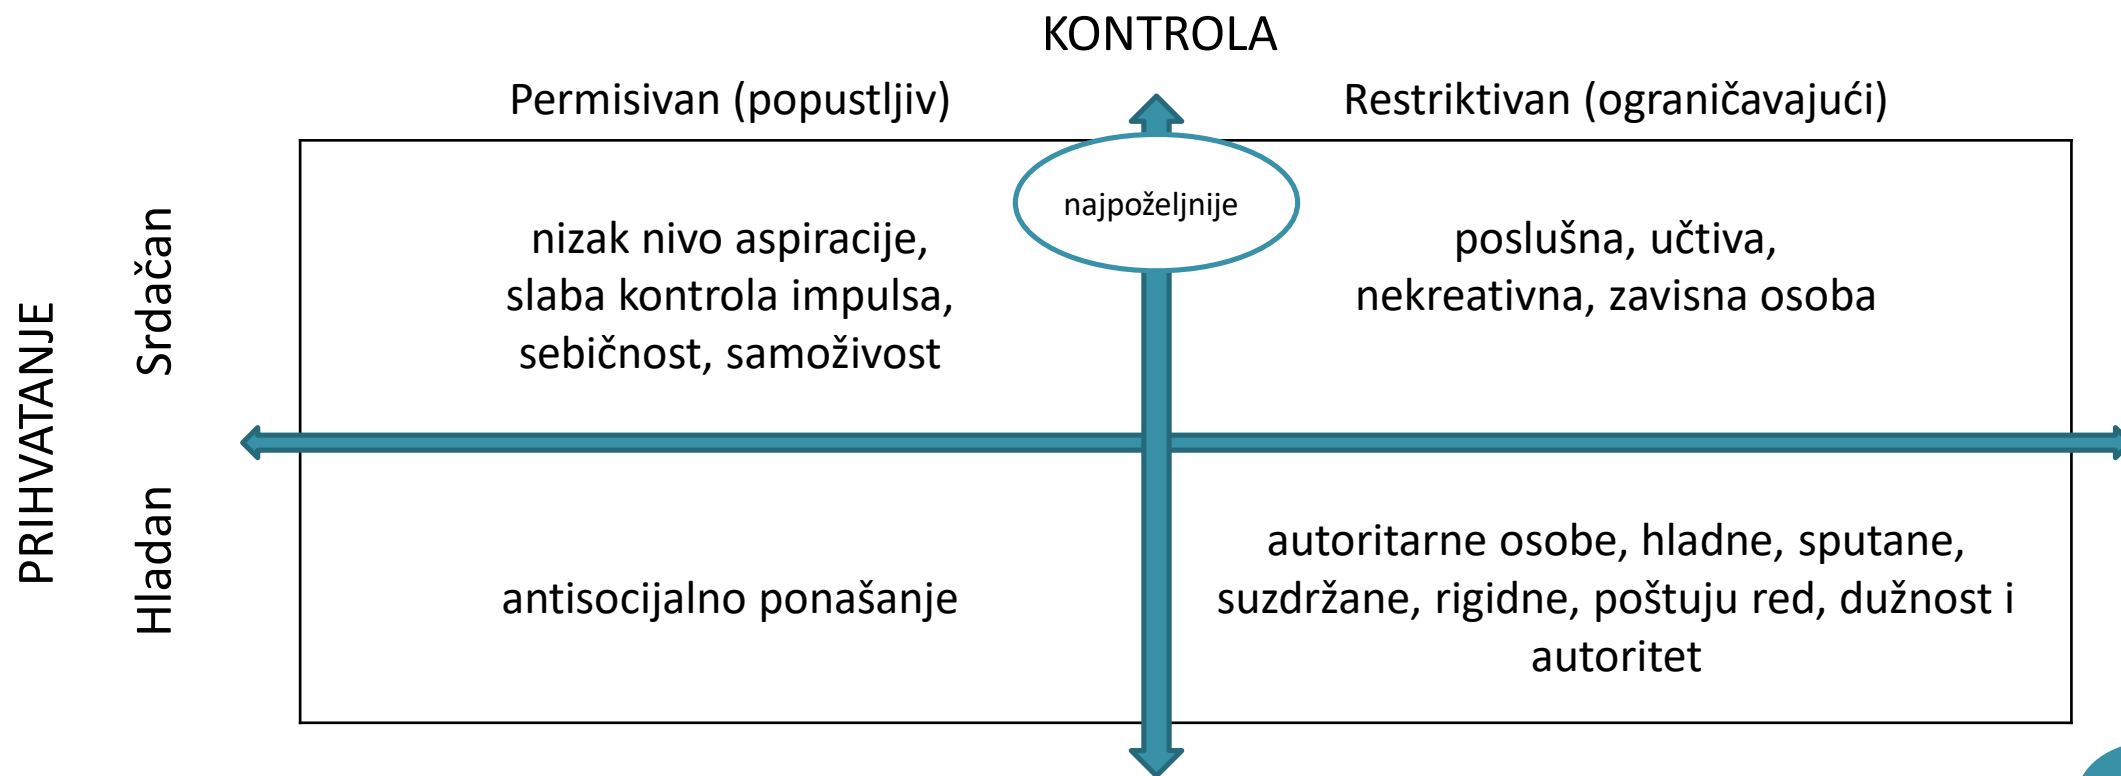 KONTROLA
Permisivan (popustljiv)
Restriktivan (ograničavajući)
PRIHVATANJE
Srdačan
nizak nivo aspiracije,
slaba kontrola impulsa,
sebičnost, samoživost
najpoželjnije
poslušna, učtiva,
nekreativna, zavisna osoba
Hladan
antisocijalno ponašanje
autoritarne osobe, hladne, sputane,
suzdržane, rigidne, poštuju red, dužnost i
autoritet